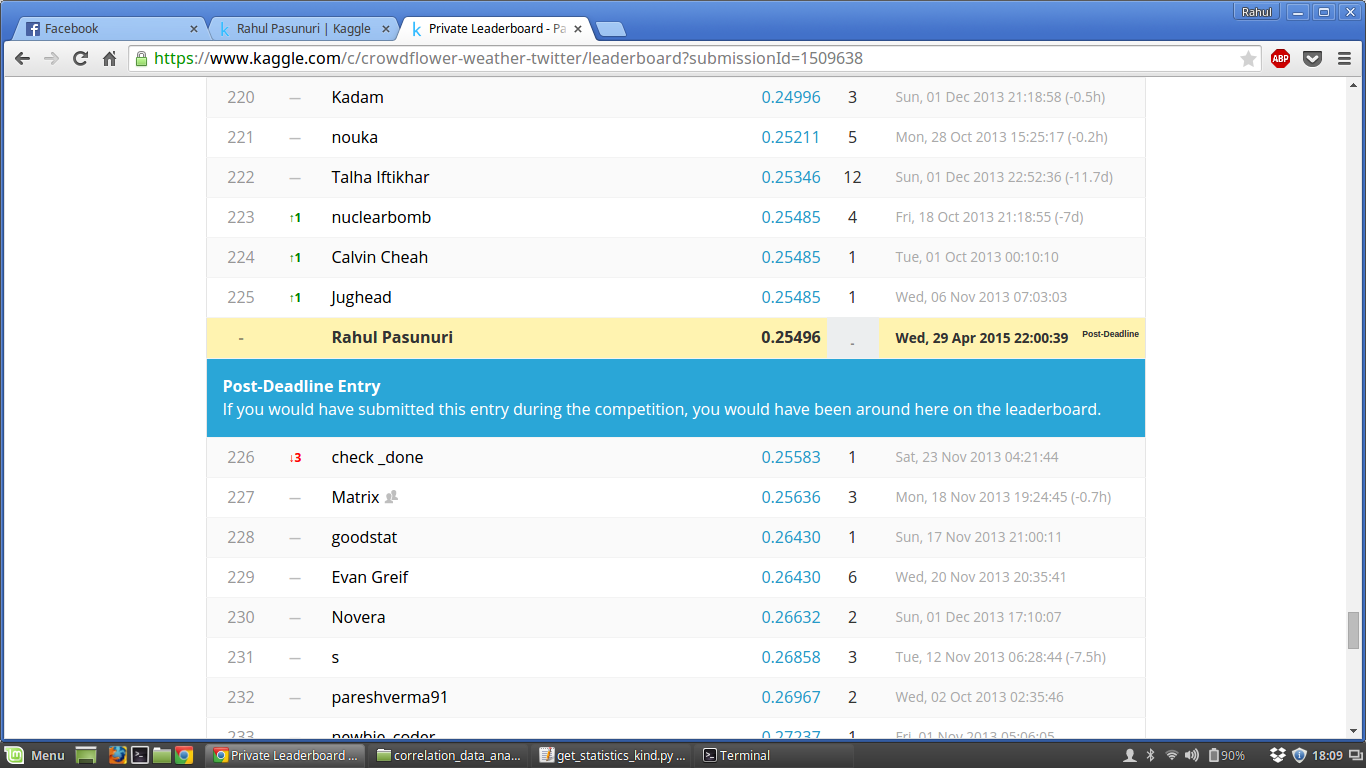 Rahul
Facebook
Rahul Pasunuri | Kaggle
Private Leaderboard - Pa
https://www.kaggle.com/c/crowdflower-weather-twitter/leaderboard?submissionId=1509638
ABP
220 — Kadam 0.24996 3 Sun, 01 Dec 2013 21:18:58 (-0.5h)
221 — nouka 0.25211 5 Mon, 28 Oct 2013 15:25:17 (-0.2h)
222 — Talha Iftikhar 0.25346 12 Sun, 01 Dec 2013 22:52:36 (-11.7d)
223 ↑1 nuclearbomb 0.25485 4 Fri, 18 Oct 2013 21:18:55 (-7d)
224 ↑1 Calvin Cheah 0.25485 1 Tue, 01 Oct 2013 00:10:10
225 ↑1 Jughead 0.25485 1 Wed, 06 Nov 2013 07:03:03
- Rahul Pasunuri 0.25496 - Wed, 29 Apr 2015 22:00:39 Post-Deadline
Post-Deadline Entry
If you would have submitted this entry during the competition, you would have been around here on the leaderboard.
226 ↓3 check _done 0.25583 1 Sat, 23 Nov 2013 04:21:44
227 — Matrix 0.25636 3 Mon, 18 Nov 2013 19:24:45 (-0.7h)
228 — goodstat 0.26430 1 Sun, 17 Nov 2013 21:00:11
229 — Evan Greif 0.26430 6 Wed, 20 Nov 2013 20:35:41
230 — Novera 0.26632 2 Sun, 01 Dec 2013 17:10:07
231 — s 0.26858 3 Tue, 12 Nov 2013 06:28:44 (-7.5h)
232 — pareshverma91 0.26967 2 Wed, 02 Oct 2013 02:35:46
233 — newbie_coder 0.27237 1 Fri, 01 Nov 2013 05:06:05
Menu
Private Leaderboard ...
correlation_data_ana...
get_statistics_kind.py ...
Terminal
90%
18:09